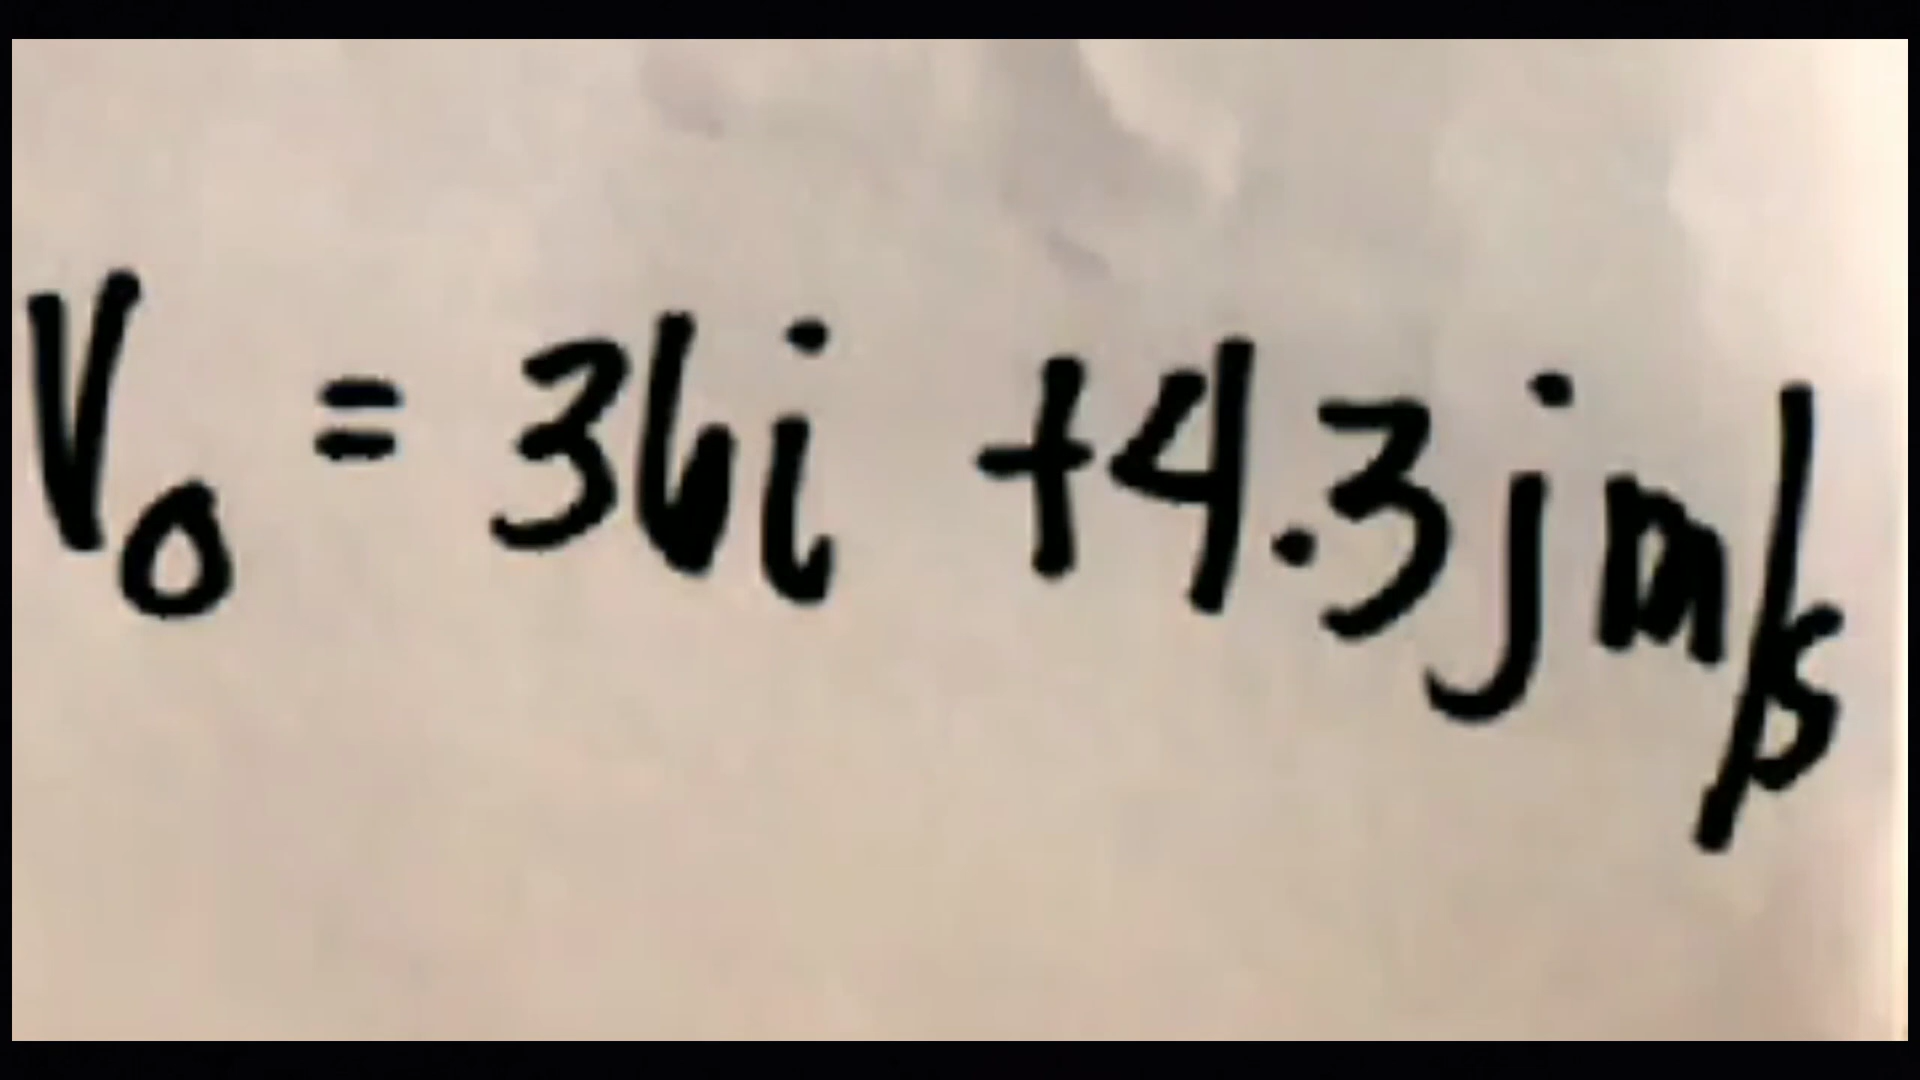 V₀ = 36i + 4.3j m/s